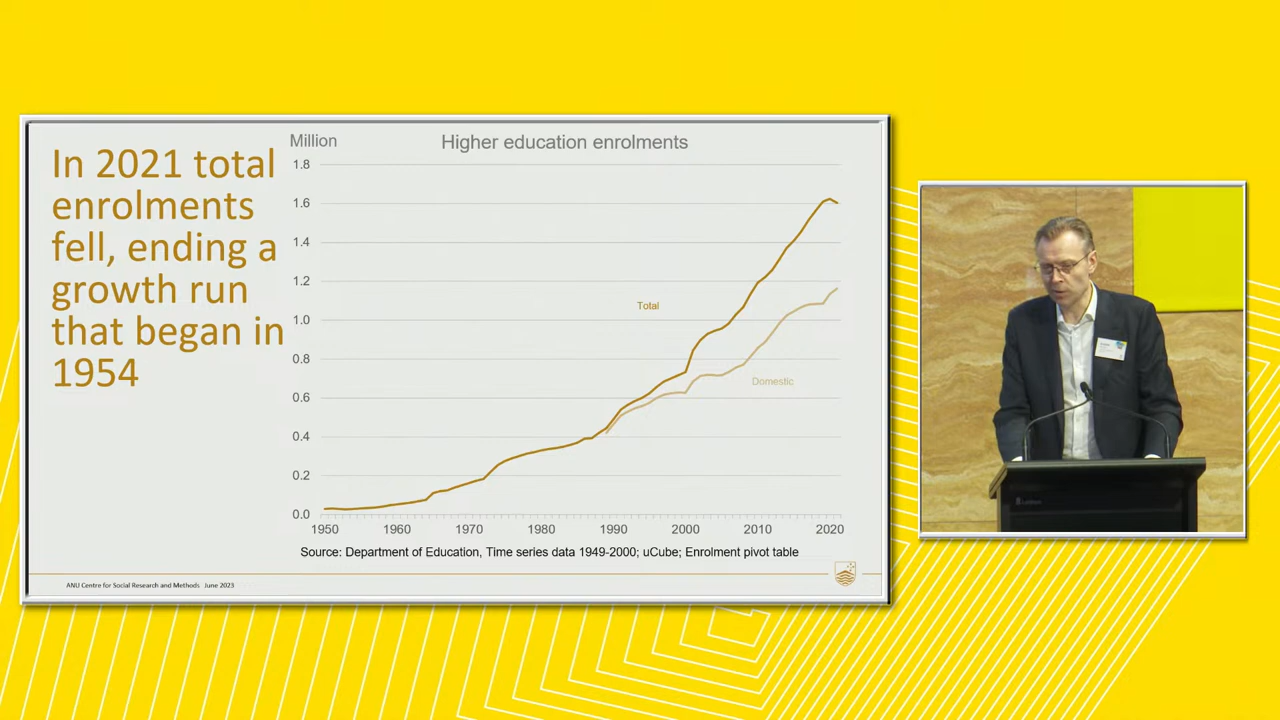 In 2021 total
enrolments
fell, ending a
growth run
that began in
1954
Million
Higher education enrolments
1.8
1.6
1.4
1.2
1.0
0.8
0.6
0.4
0.2
0.0
Total
Domestic
1950 1960 1970 1980 1990 2000 2010 2020
Source: Department of Education, Time series data 1949-2000; uCube; Enrolment pivot table
ANU Centre for Social Research and Methods June 2023